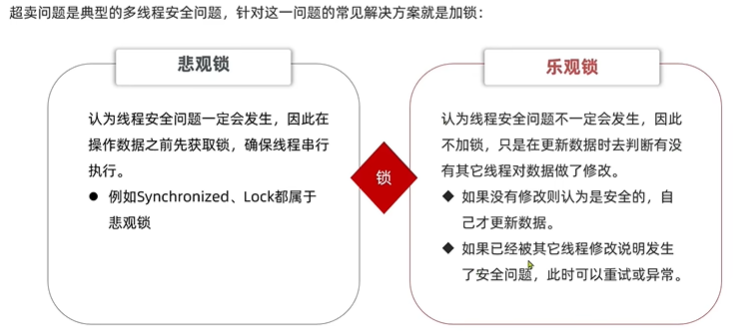 超卖问题是典型的多线程安全问题，针对这一问题的常见解决方案就是加锁：
悲观锁
认为线程安全问题一定会发生，因此在
操作数据之前先获取锁，确保线程串行
执行。
● 例如Synchronized、Lock都属于
悲观锁
锁
乐观锁
认为线程安全问题不一定会发生，因此
不加锁，只是在更新数据时去判断有没
有其它线程对数据做了修改。
◆ 如果没有修改则认为是安全的，自
己才更新数据。
◆ 如果已经被其它线程修改说明发生
了安全问题，此时可以重试或异常。